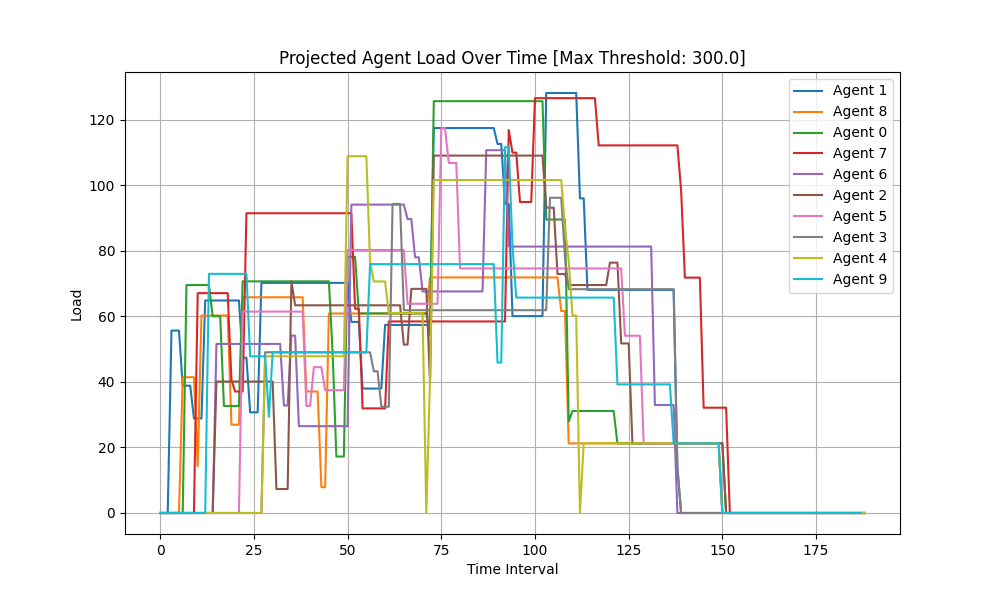 Projected Agent Load Over Time [Max Threshold: 300.0]
Load
120
100
80
60
40
20
0
0 25 50 75 100 125 150 175
Time Interval
Agent 1
Agent 8
Agent 0
Agent 7
Agent 6
Agent 2
Agent 5
Agent 3
Agent 4
Agent 9